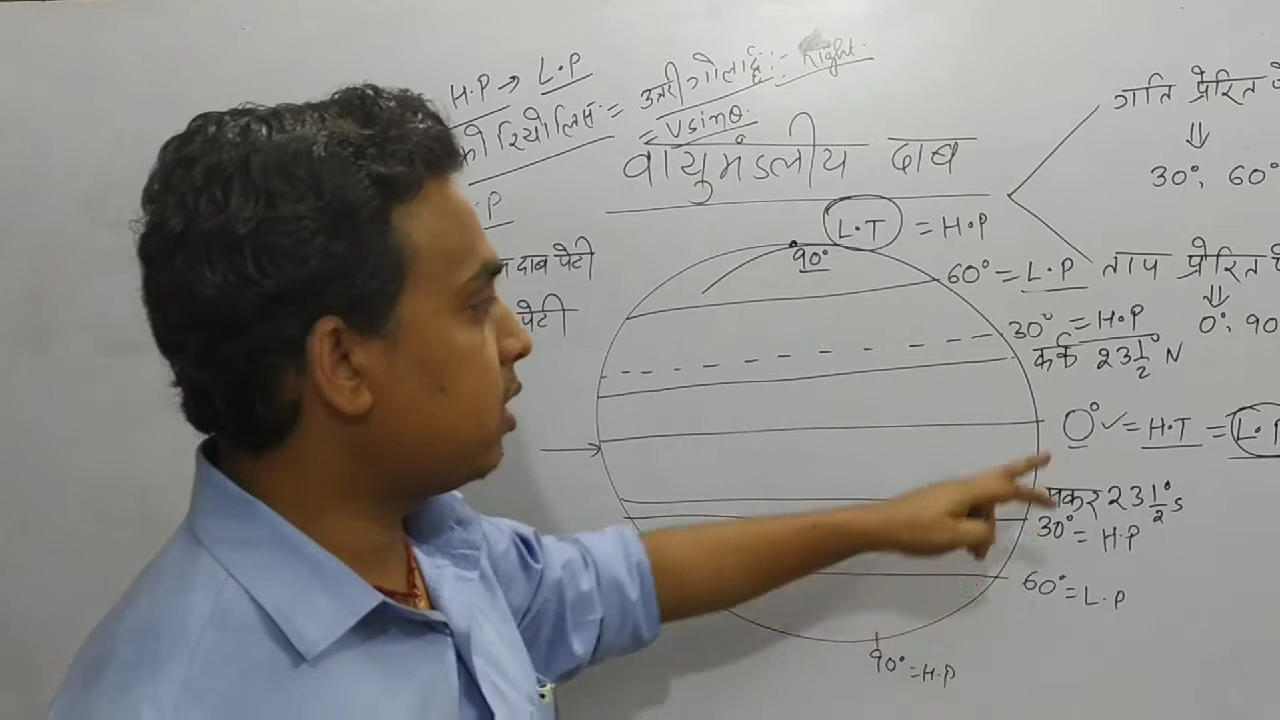 H.P → L.P
कोरियोलिस = उत्तरी गोलार्द्ध :- Right.
= Vsinθ.
वायुमंडलीय दाब
P
दाब पेटी
पेटी
गति प्रेरित
⇓
30°, 60°
ताप प्रेरित
⇓
0°, 90
L.T = H.P
90°
60° = L.P
30° = H.P
कर्क 23 1/2° N
0° ✓ = H.T = L.P
मकर 23 1/2° S
30° = H.P
60° = L.P
90° = H.P